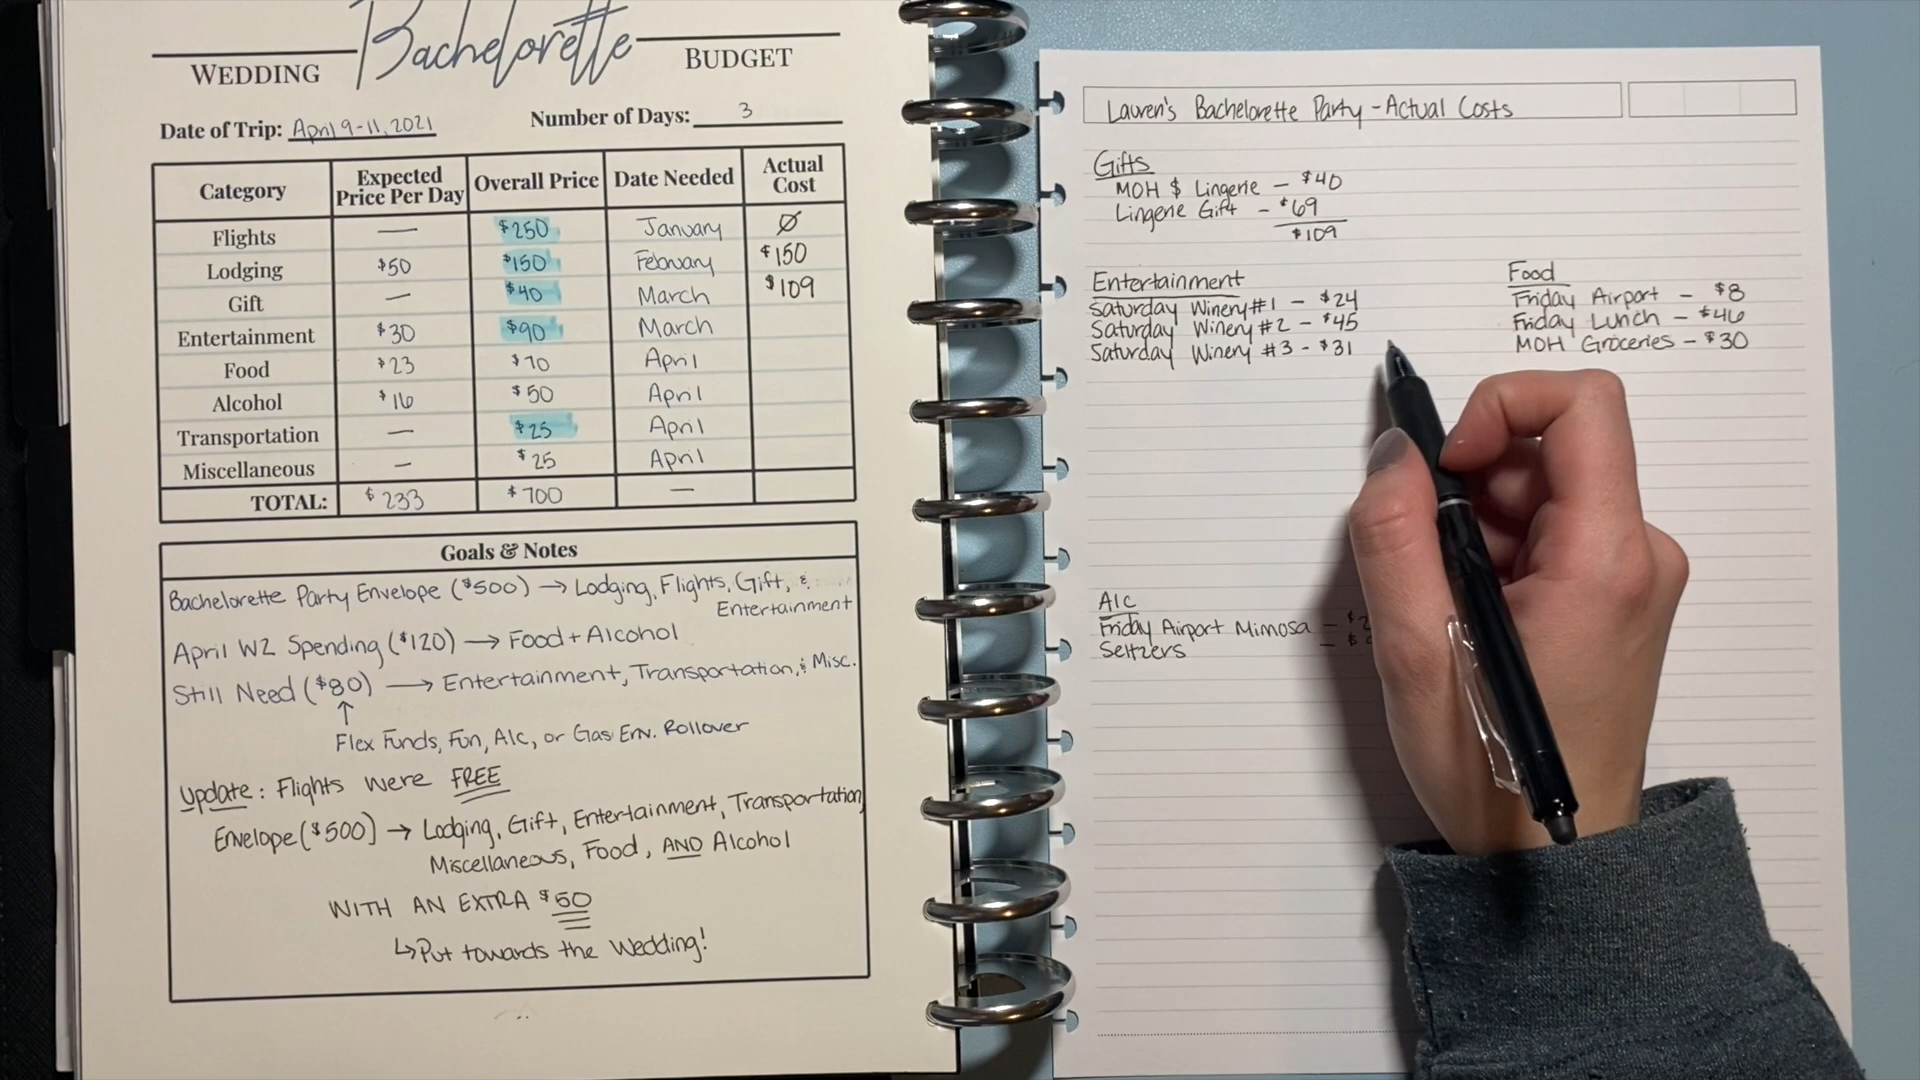 Bachelorette
WEDDING BUDGET
Date of Trip: April 9-11, 2021 Number of Days: 3
Category Expected Price Per Day Overall Price Date Needed Actual Cost
Flights — $250 January Ø
Lodging $50 $150 February $150
Gift — $40 March $109
Entertainment $30 $90 March
Food $23 $70 April
Alcohol $16 $50 April
Transportation — $25 April
Miscellaneous — $25 April
TOTAL: $233 $700 —
Goals & Notes
Bachelorette Party Envelope ($500) → Lodging, Flights, Gift, &
Entertainment
April W2 Spending ($120) → Food + Alcohol
Still Need ($80) → Entertainment, Transportation, & Misc.
↑
Flex Funds, Fun, Alc, or Gas Env. Rollover
Update: Flights were FREE
Envelope ($500) → Lodging, Gift, Entertainment, Transportation,
Miscellaneous, Food, AND Alcohol
WITH AN EXTRA $50
↳ Put towards the Wedding!
Lauren's Bachelorette Party - Actual Costs
Gifts
MOH $ Lingerie — $40
Lingerie Gift - $69
$109
Entertainment
Saturday Winery #1 - $24
Saturday Winery #2 - $45
Saturday Winery #3 - $31
Food
Friday Airport - $8
Friday Lunch - $46
MOH Groceries - $30
Alc
Friday Airport Mimosa -
Seltzers -